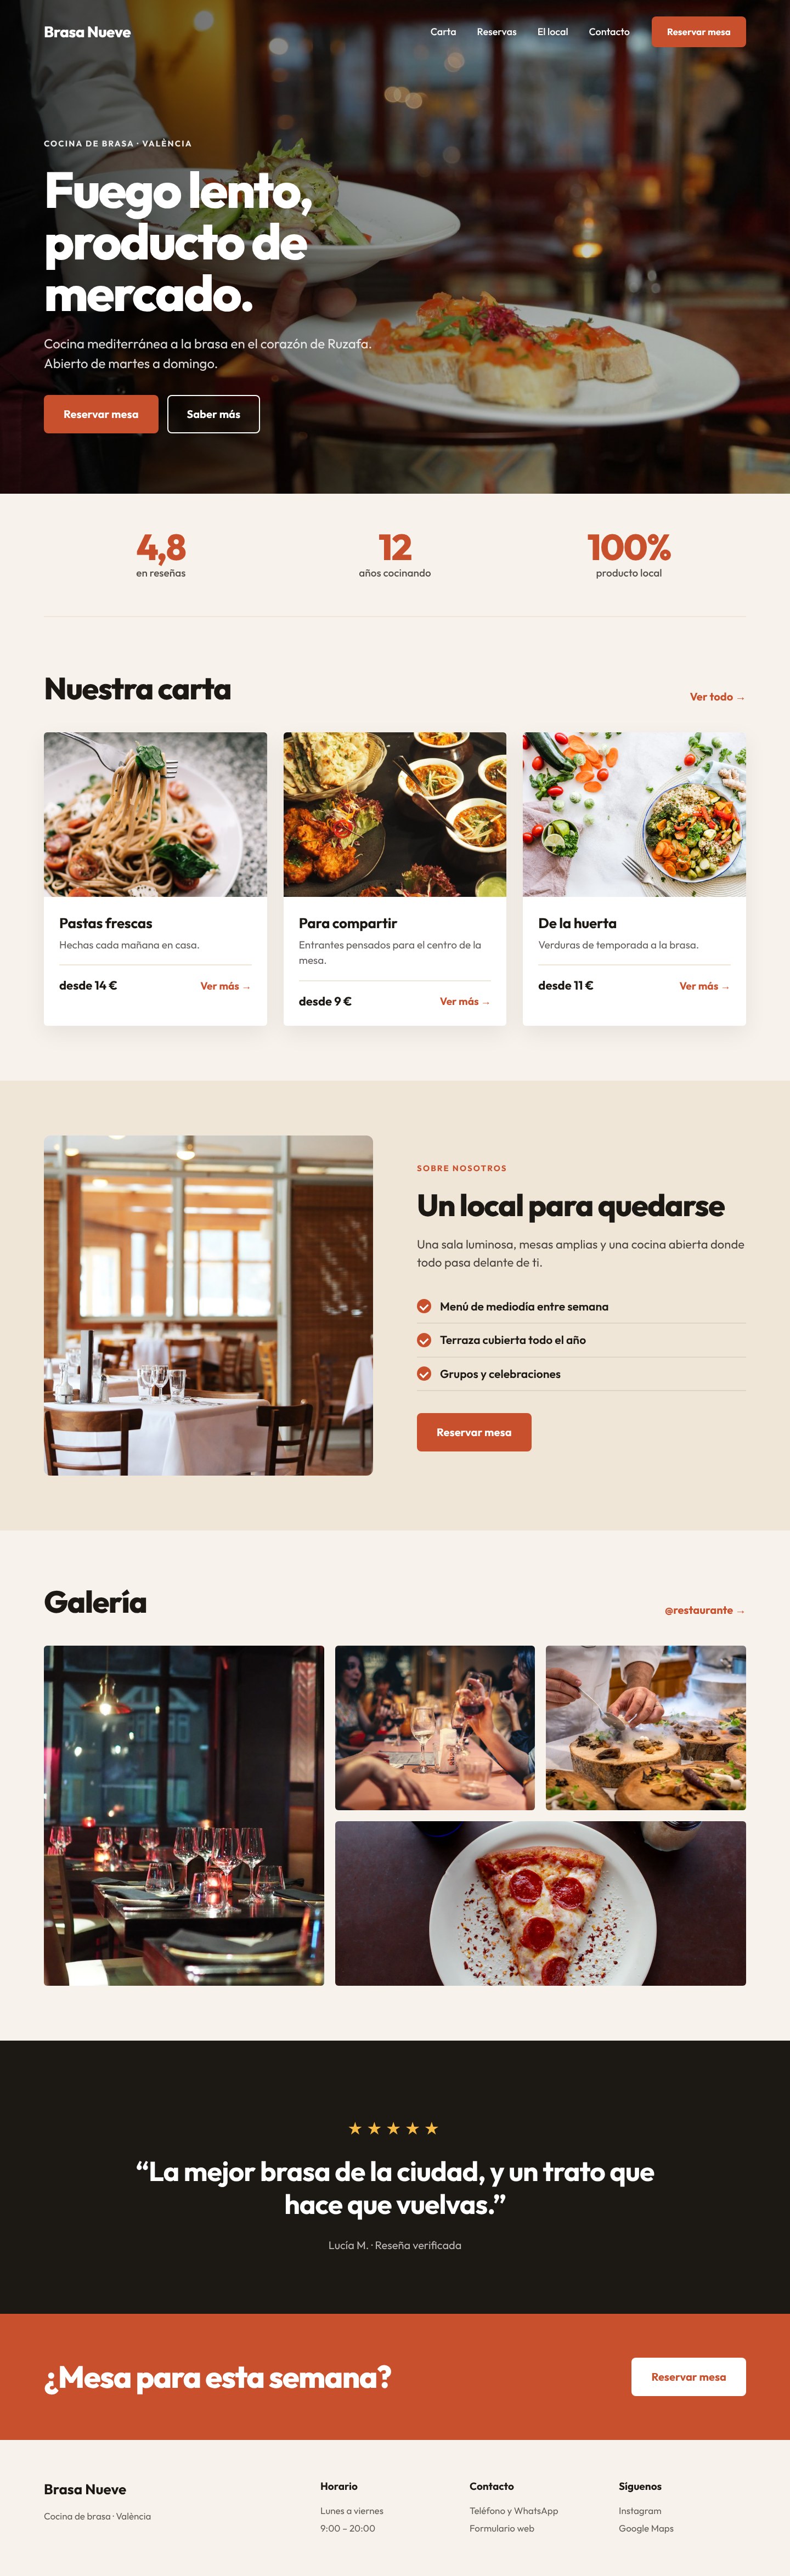 Brasa Nueve
Carta
Reservas
El local
Contacto
Reservar mesa
COCINA DE BRASA · VALÈNCIA
Fuego lento,
producto de
mercado.
Cocina mediterránea a la brasa en el corazón de Ruzafa.
Abierto de martes a domingo.
Reservar mesa
Saber más
4,8
en reseñas
12
años cocinando
100%
producto local
Nuestra carta
Ver todo →
Pastas frescas
Hechas cada mañana en casa.
desde 14 €
Ver más →
Para compartir
Entrantes pensados para el centro de la
mesa.
desde 9 €
Ver más →
De la huerta
Verduras de temporada a la brasa.
desde 11 €
Ver más →
SOBRE NOSOTROS
Un local para quedarse
Una sala luminosa, mesas amplias y una cocina abierta donde
todo pasa delante de ti.
Menú de mediodía entre semana
Terraza cubierta todo el año
Grupos y celebraciones
Reservar mesa
Galería
@restaurante →
★★★★★
“La mejor brasa de la ciudad, y un trato que
hace que vuelvas.”
Lucía M. · Reseña verificada
¿Mesa para esta semana?
Reservar mesa
Brasa Nueve
Cocina de brasa · València
Horario
Lunes a viernes
9:00 – 20:00
Contacto
Teléfono y WhatsApp
Formulario web
Síguenos
Instagram
Google Maps